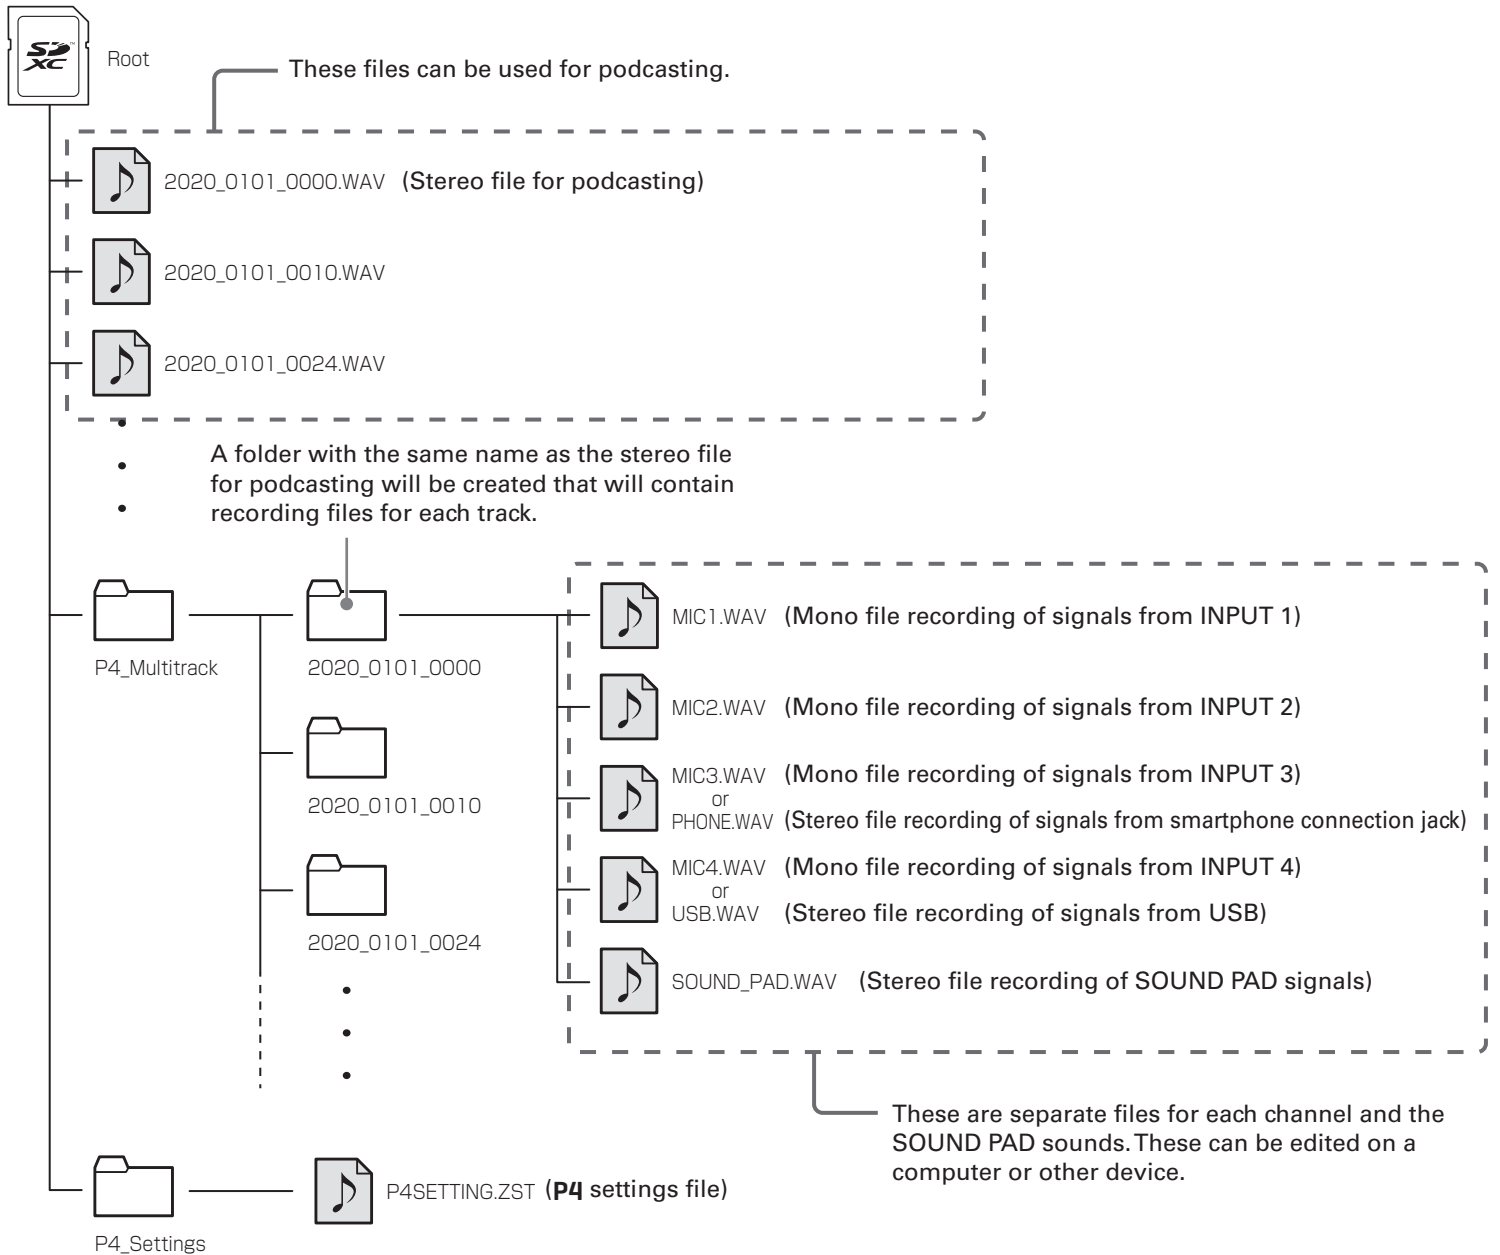 SD XC™
Root
These files can be used for podcasting.
2020_0101_0000.WAV (Stereo file for podcasting)
2020_0101_0010.WAV
2020_0101_0024.WAV
A folder with the same name as the stereo file
for podcasting will be created that will contain
recording files for each track.
P4_Multitrack
2020_0101_0000
2020_0101_0010
2020_0101_0024
MIC1.WAV (Mono file recording of signals from INPUT 1)
MIC2.WAV (Mono file recording of signals from INPUT 2)
MIC3.WAV (Mono file recording of signals from INPUT 3)
or
PHONE.WAV (Stereo file recording of signals from smartphone connection jack)
MIC4.WAV (Mono file recording of signals from INPUT 4)
or
USB.WAV (Stereo file recording of signals from USB)
SOUND_PAD.WAV (Stereo file recording of SOUND PAD signals)
These are separate files for each channel and the
SOUND PAD sounds. These can be edited on a
computer or other device.
P4SETTING.ZST (P4 settings file)
P4_Settings